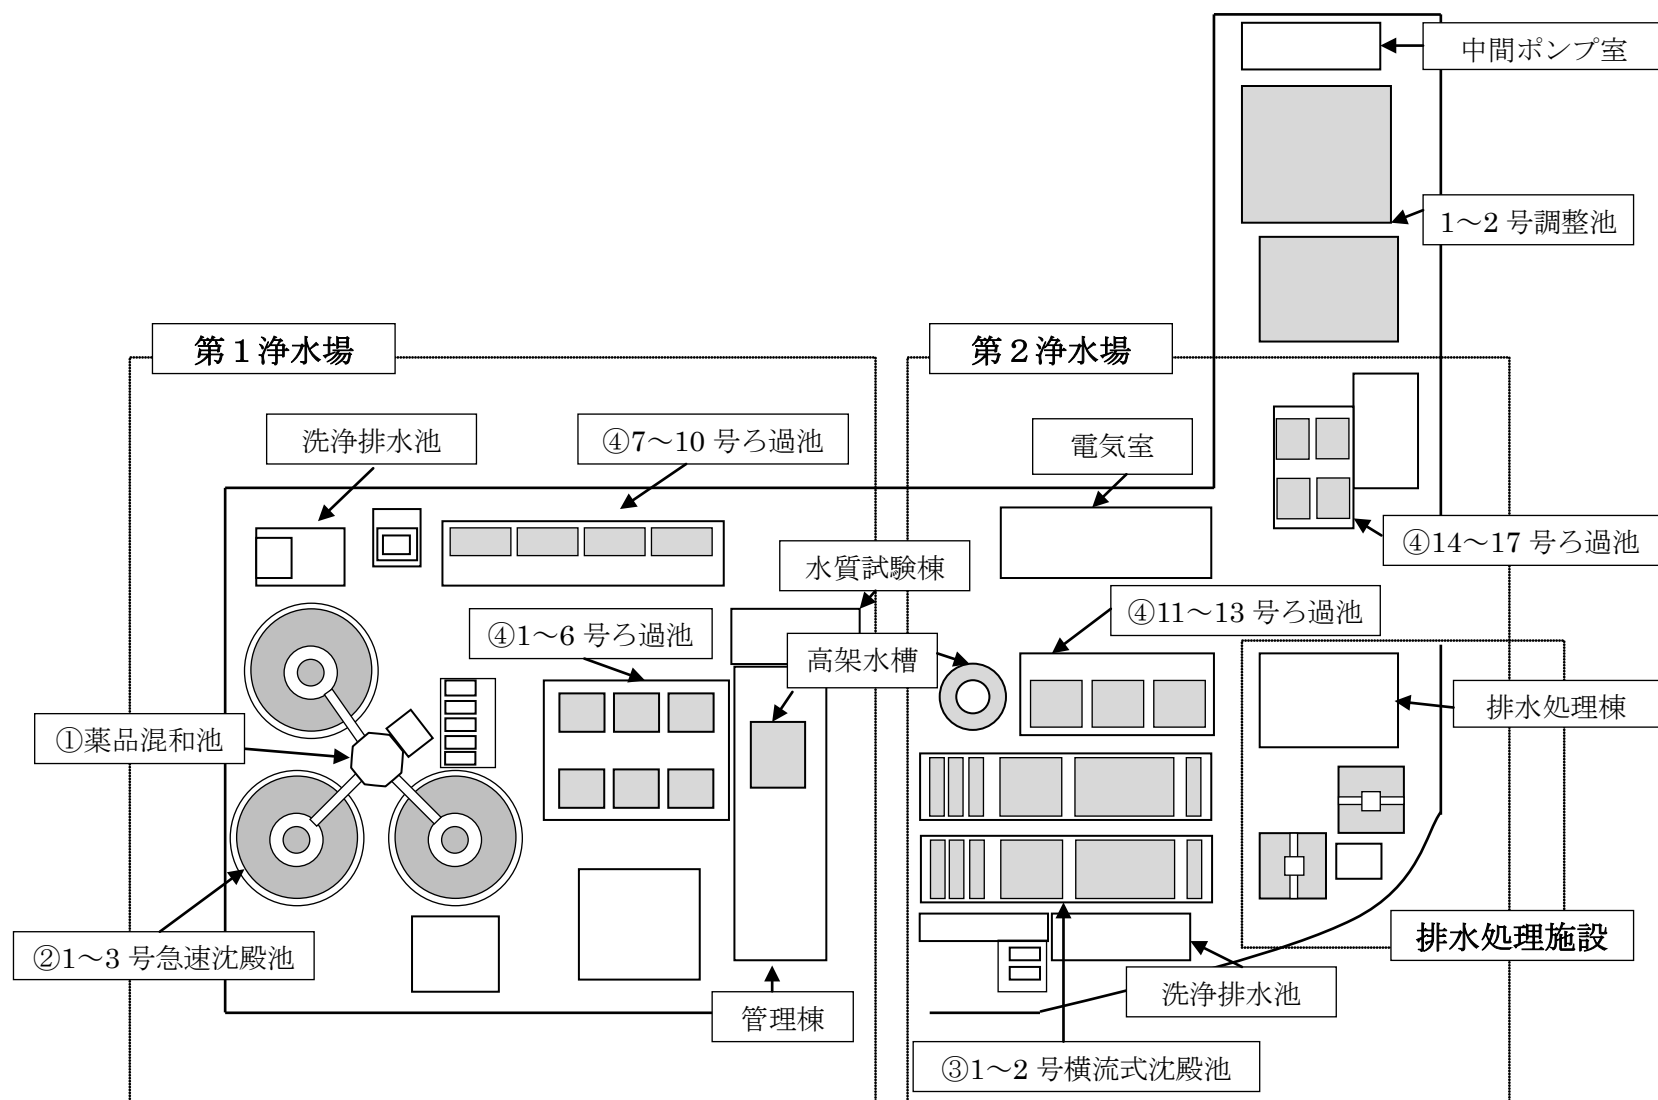 中間ポンプ室
1～2 号調整池
第１浄水場
第２浄水場
洗浄排水池
④7～10 号ろ過池
電気室
④14～17 号ろ過池
水質試験棟
④11～13 号ろ過池
④1～6 号ろ過池
高架水槽
①薬品混和池
排水処理棟
②1～3 号急速沈殿池
排水処理施設
管理棟
洗浄排水池
③1～2 号横流式沈殿池